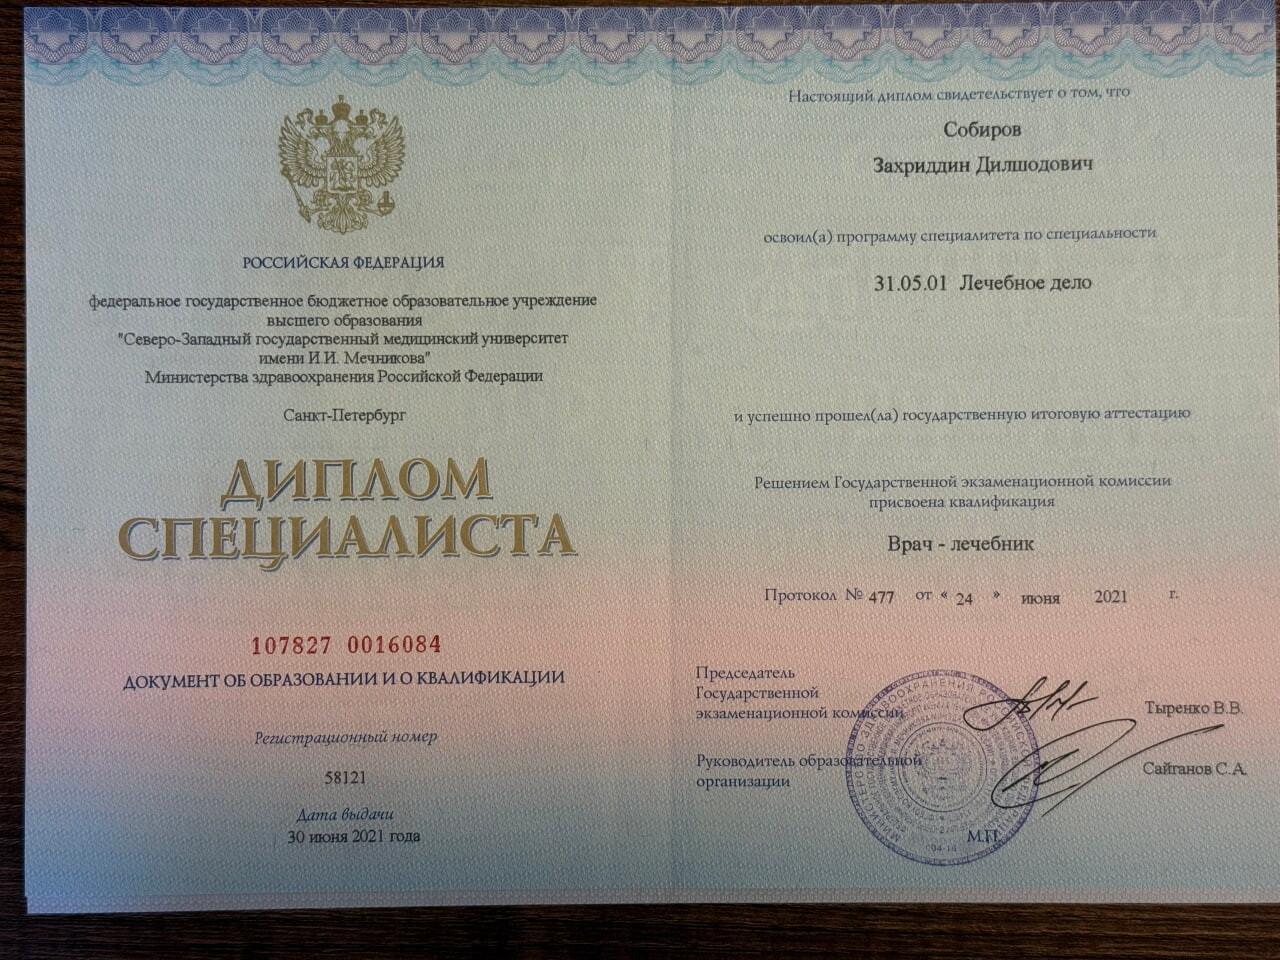 РОССИЙСКАЯ ФЕДЕРАЦИЯ
федеральное государственное бюджетное образовательное учреждение
высшего образования
"Северо-Западный государственный медицинский университет
имени И.И. Мечникова"
Министерства здравоохранения Российской Федерации
Санкт-Петербург
ДИПЛОМ
СПЕЦИАЛИСТА
107827 0016084
ДОКУМЕНТ ОБ ОБРАЗОВАНИИ И О КВАЛИФИКАЦИИ
Регистрационный номер
58121
Дата выдачи
30 июня 2021 года
Настоящий диплом свидетельствует о том, что
Собиров
Захриддин Дилшодович
освоил(а) программу специалитета по специальности
31.05.01 Лечебное дело
и успешно прошел(ла) государственную итоговую аттестацию
Решением Государственной экзаменационной комиссии
присвоена квалификация
Врач - лечебник
Протокол № 477 от « 24 » июня 2021 г.
Председатель
Государственной
экзаменационной комиссии
Тыренко В.В.
Руководитель образовательной
организации
Сайганов С.А.
М.П.